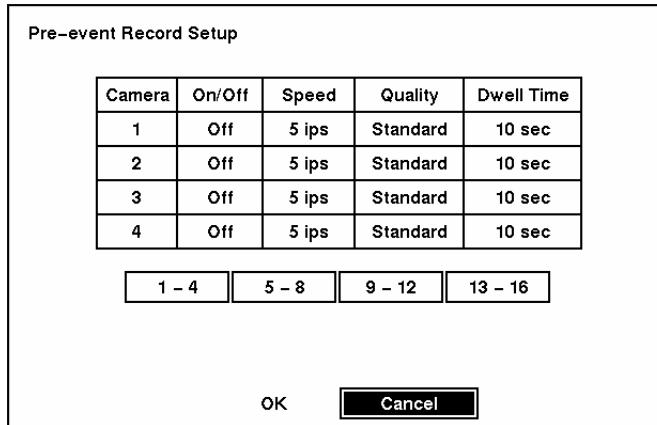 Pre-event Record Setup
Camera On/Off Speed Quality Dwell Time
1 Off 5 ips Standard 10 sec
2 Off 5 ips Standard 10 sec
3 Off 5 ips Standard 10 sec
4 Off 5 ips Standard 10 sec
1 - 4 5 - 8 9 - 12 13 - 16
OK Cancel